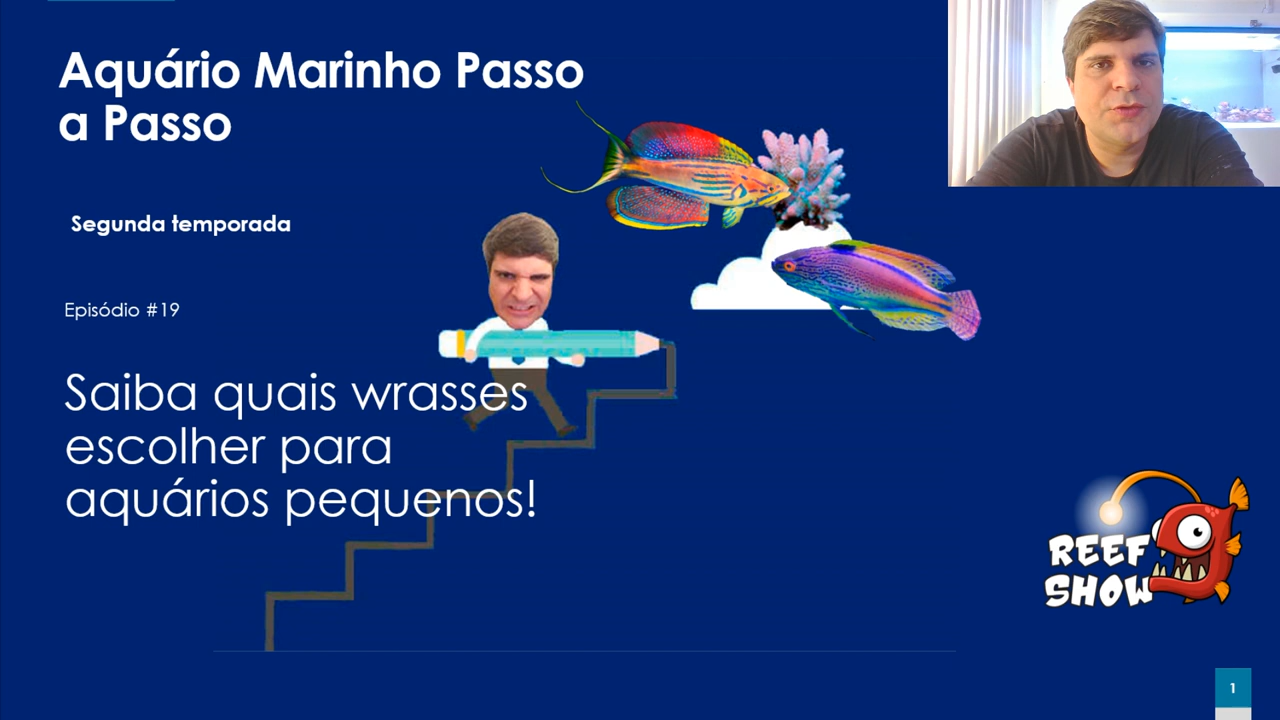 Aquário Marinho Passo
a Passo
Segunda temporada
Episódio #19
Saiba quais wrasses
escolher para
aquários pequenos!
REEF
SHOW
1